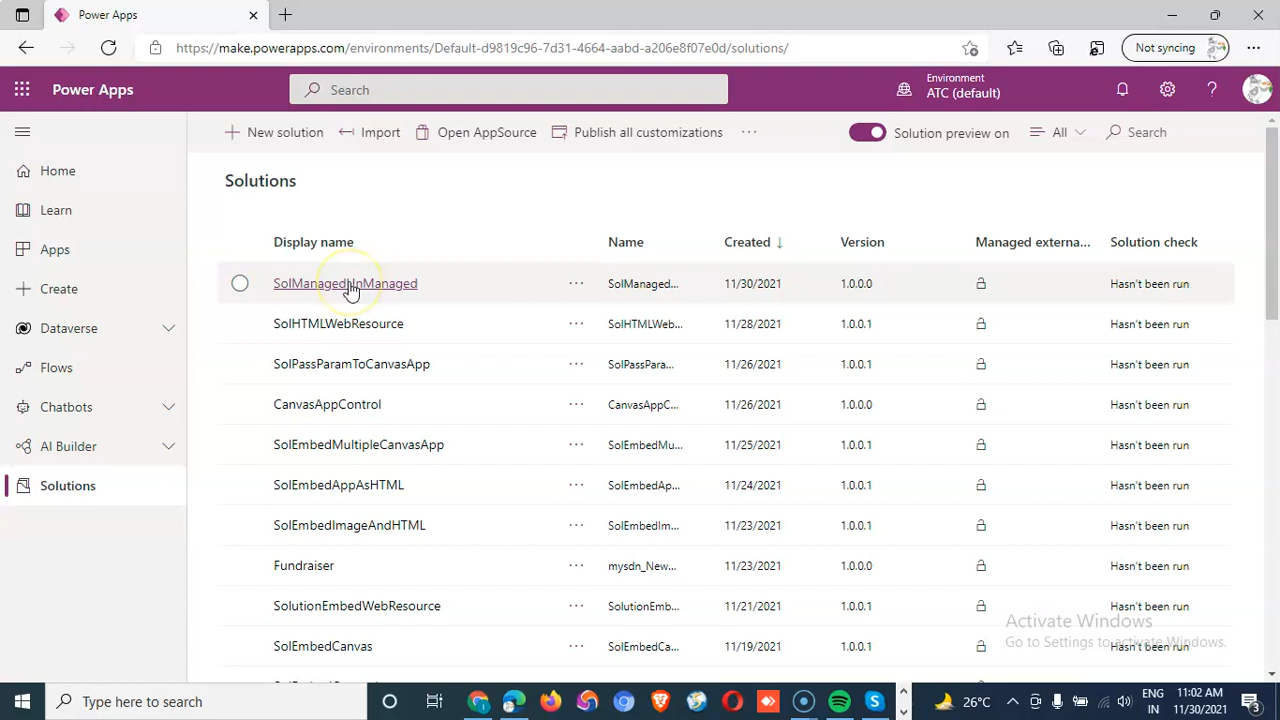 Power Apps
https://make.powerapps.com/environments/Default-d9819c96-7d31-4664-aabd-a206e8f07e0d/solutions/
Not syncing
Power Apps
Search
Environment
ATC (default)
New solution
Import
Open AppSource
Publish all customizations
Solution preview on
All
Search
Home
Learn
Apps
Create
Dataverse
Flows
Chatbots
AI Builder
Solutions
Solutions
Display name Name Created ↓ Version Managed externa... Solution check
SolManagedUnManaged ... SolManaged... 11/30/2021 1.0.0.0 Hasn't been run
SolHTMLWebResource ... SolHTMLWeb... 11/28/2021 1.0.0.1 Hasn't been run
SolPassParamToCanvasApp ... SolPassPara... 11/26/2021 1.0.0.1 Hasn't been run
CanvasAppControl ... CanvasAppC... 11/26/2021 1.0.0.0 Hasn't been run
SolEmbedMultipleCanvasApp ... SolEmbedMu... 11/25/2021 1.0.0.1 Hasn't been run
SolEmbedAppAsHTML ... SolEmbedAp... 11/24/2021 1.0.0.1 Hasn't been run
SolEmbedImageAndHTML ... SolEmbedIm... 11/23/2021 1.0.0.1 Hasn't been run
Fundraiser ... mysdn_New... 11/23/2021 1.0.0.0 Hasn't been run
SolutionEmbedWebResource ... SolutionEmb... 11/21/2021 1.0.0.1 Hasn't been run
SolEmbedCanvas ... SolEmbedCa... 11/19/2021 1.0.0.1 Hasn't been run
Activate Windows
Go to Settings to activate Windows.
Type here to search
26°C
ENG
IN
11:02 AM
11/30/2021
3